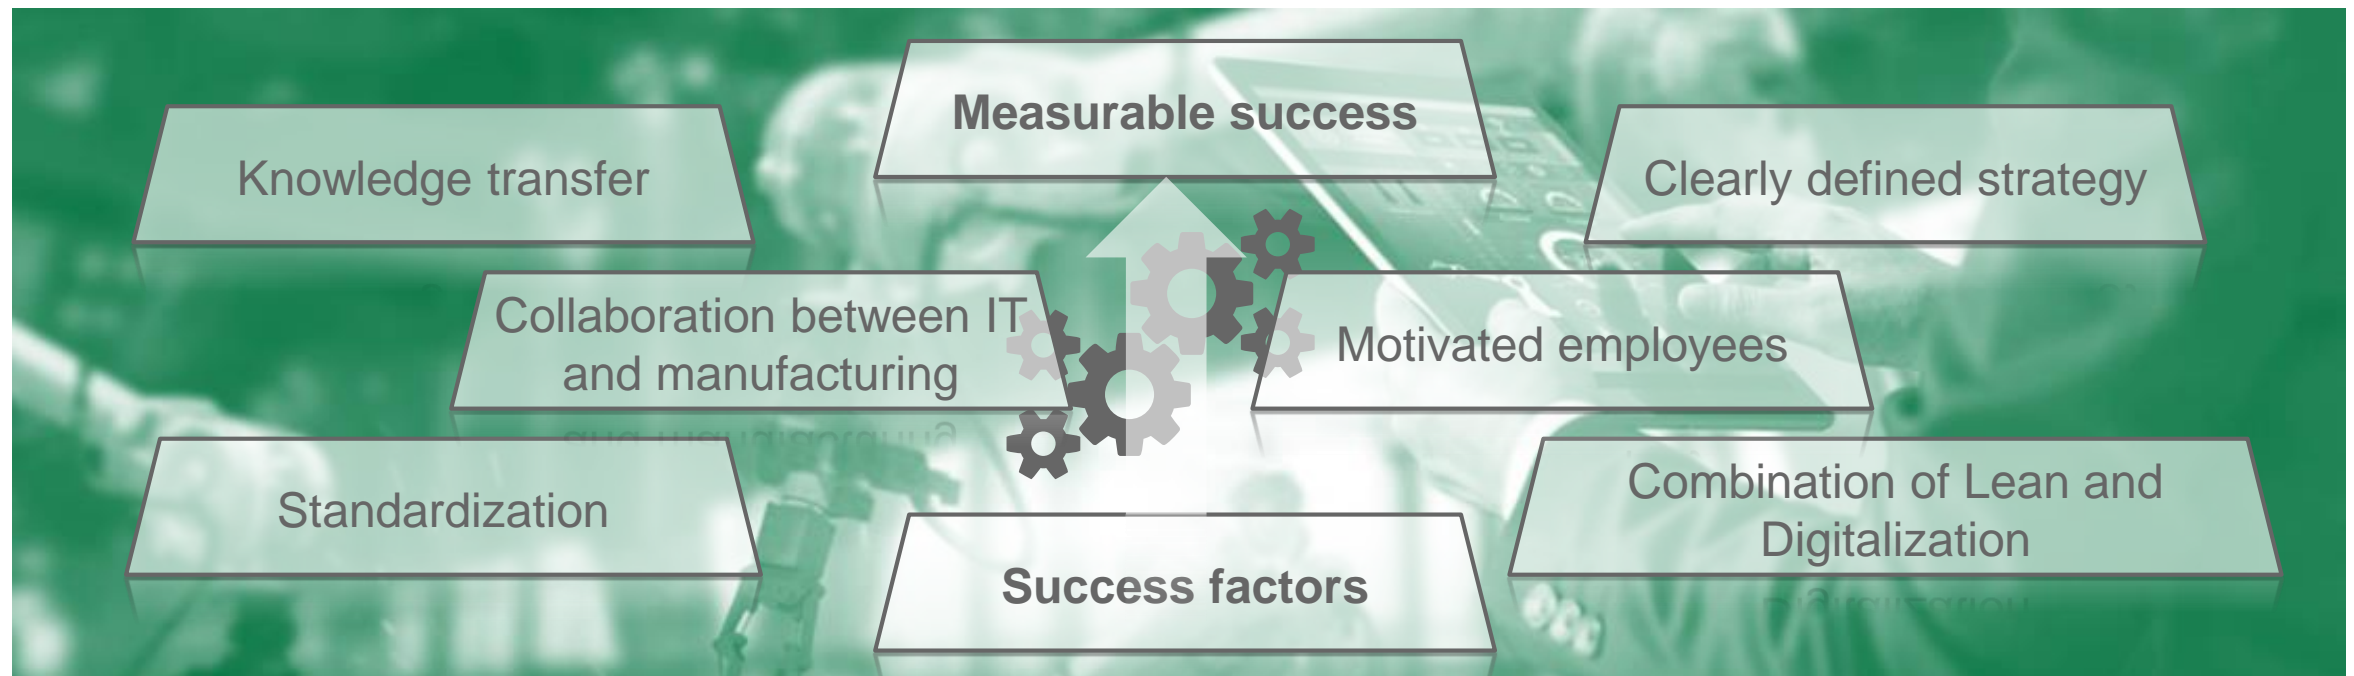 Measurable success
Knowledge transfer
Clearly defined strategy
Collaboration between IT
and manufacturing
Motivated employees
Standardization
Combination of Lean and
Digitalization
Success factors